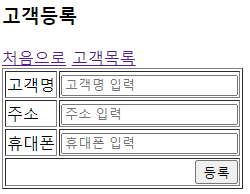 고객등록
처음으로 고객목록
고객명 고객명 입력
주소 주소 입력
휴대폰 휴대폰 입력
등록